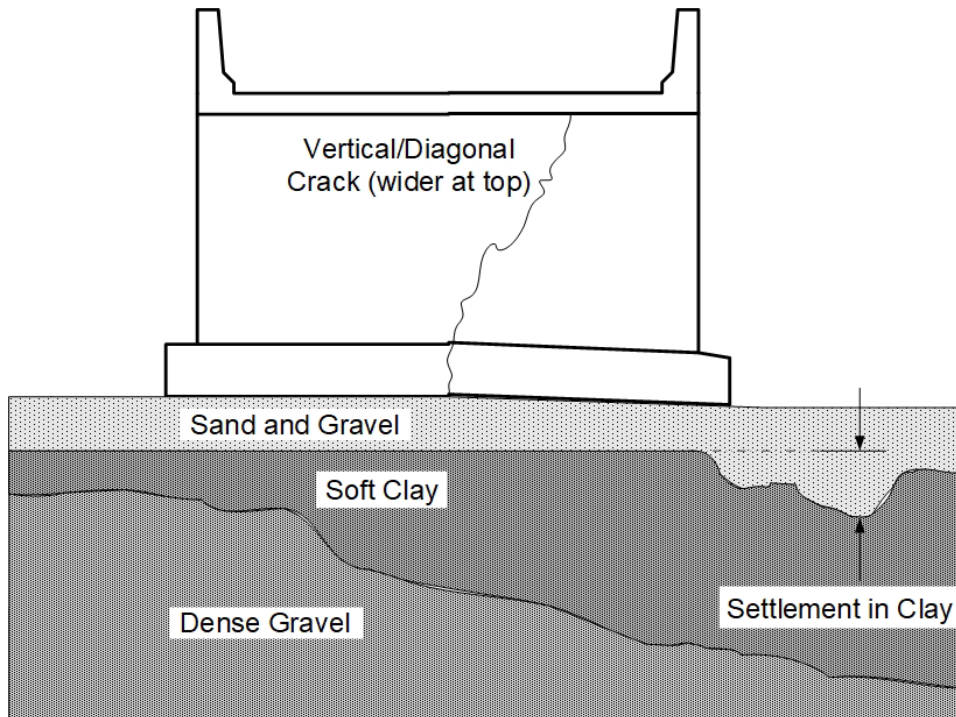 Vertical/Diagonal
Crack (wider at top)
Sand and Gravel
Soft Clay
Settlement in Clay
Dense Gravel